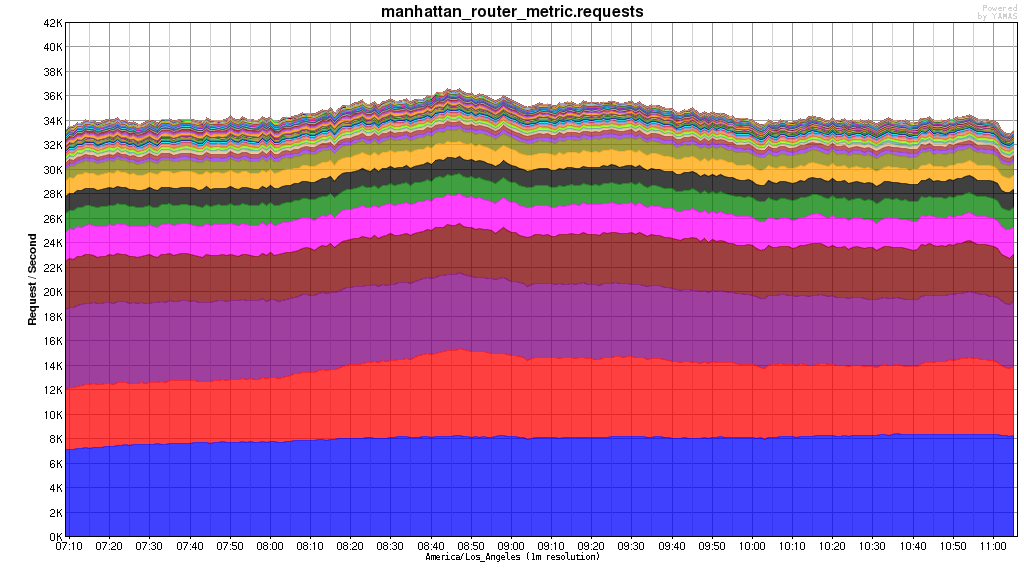 manhattan_router_metric.requests
Powered
by YAMAS
42K
40K
38K
36K
34K
32K
30K
28K
26K
24K
22K
20K
18K
16K
14K
12K
10K
8K
6K
4K
2K
0K
Request / Second
07:10 07:20 07:30 07:40 07:50 08:00 08:10 08:20 08:30 08:40 08:50 09:00 09:10 09:20 09:30 09:40 09:50 10:00 10:10 10:20 10:30 10:40 10:50 11:00
America/Los_Angeles (1m resolution)